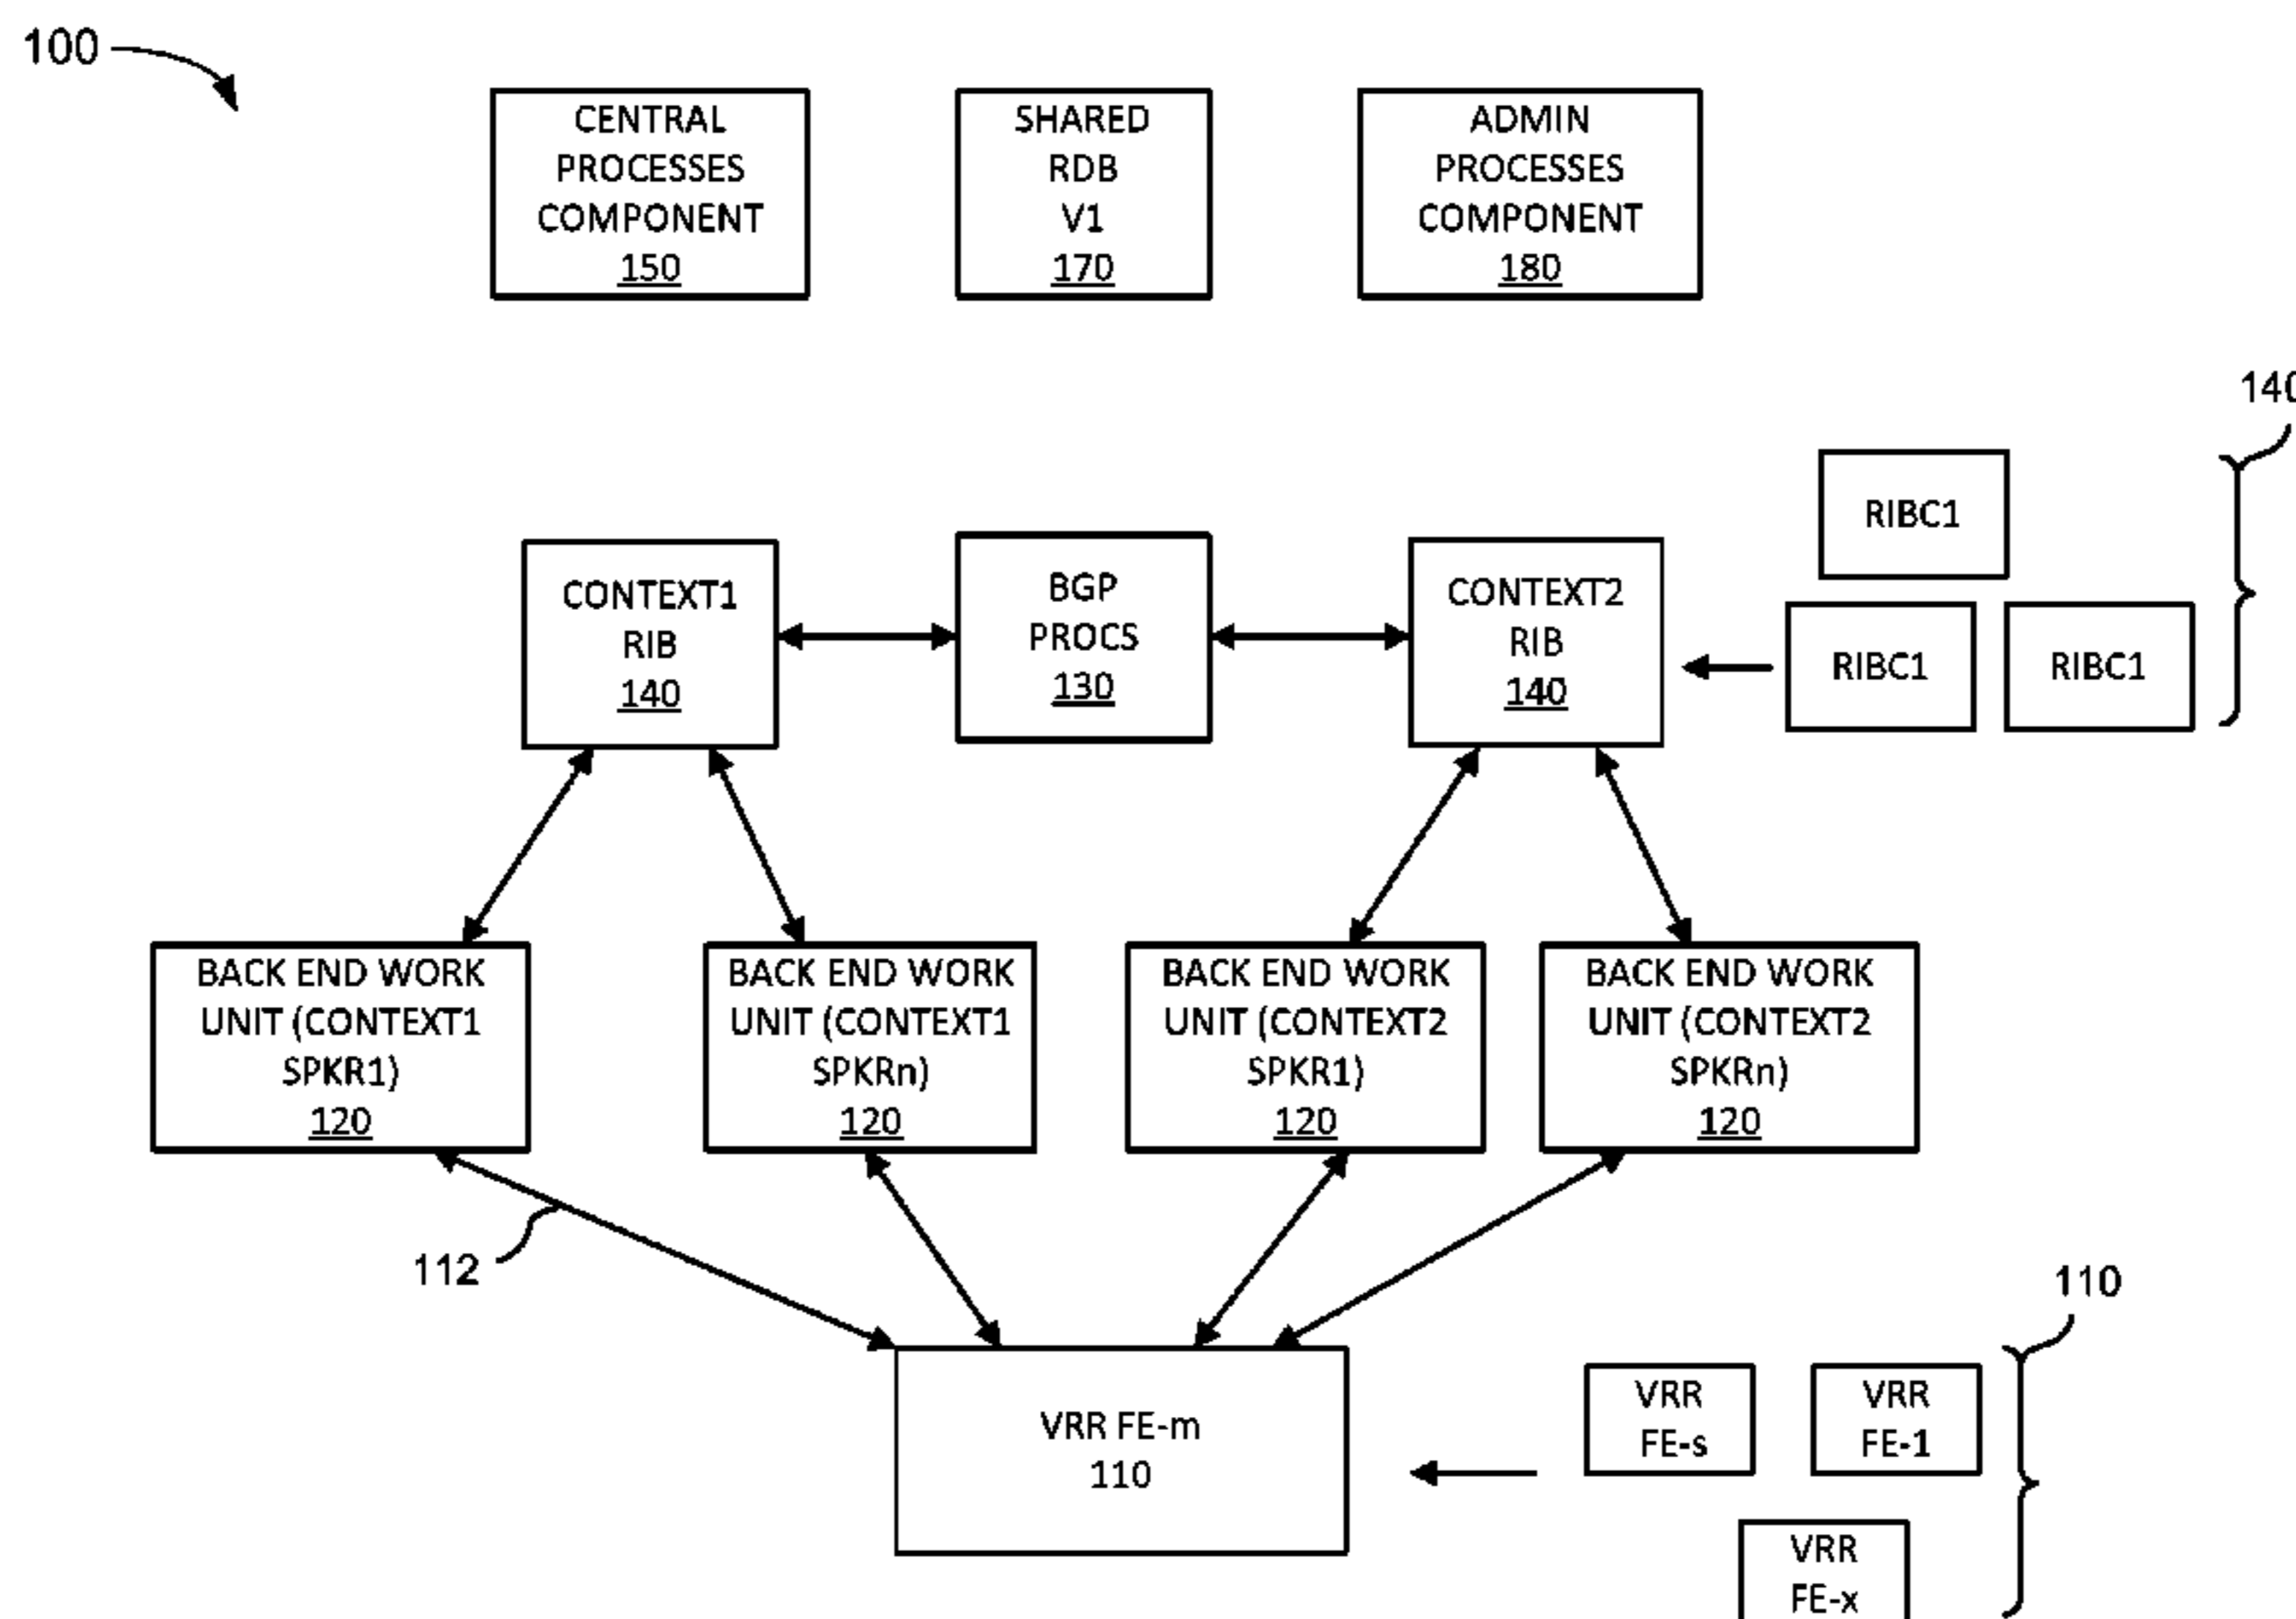 100
CENTRAL
PROCESSES
COMPONENT
150
SHARED
RDB
V1
170
ADMIN
PROCESSES
COMPONENT
180
140
RIBC1
RIBC1
RIBC1
CONTEXT1
RIB
140
BGP
PROCS
130
CONTEXT2
RIB
140
BACK END WORK
UNIT (CONTEXT1
SPKR1)
120
BACK END WORK
UNIT (CONTEXT1
SPKRn)
120
BACK END WORK
UNIT (CONTEXT2
SPKR1)
120
BACK END WORK
UNIT (CONTEXT2
SPKRn)
120
112
VRR FE-m
110
110
VRR
FE-s
VRR
FE-1
VRR
FE-x